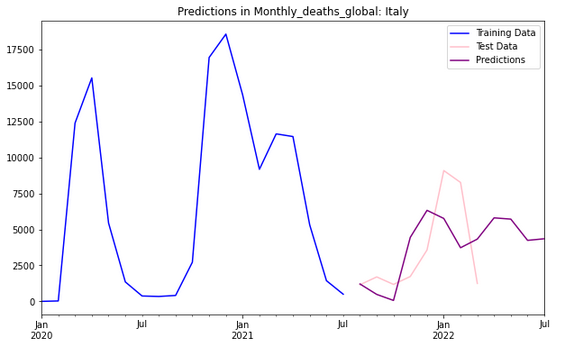 Predictions in Monthly_deaths_global: Italy
Training Data
Test Data
Predictions
17500
15000
12500
10000
7500
5000
2500
0
Jan Jul Jan Jul Jan Jul
2020 2021 2022